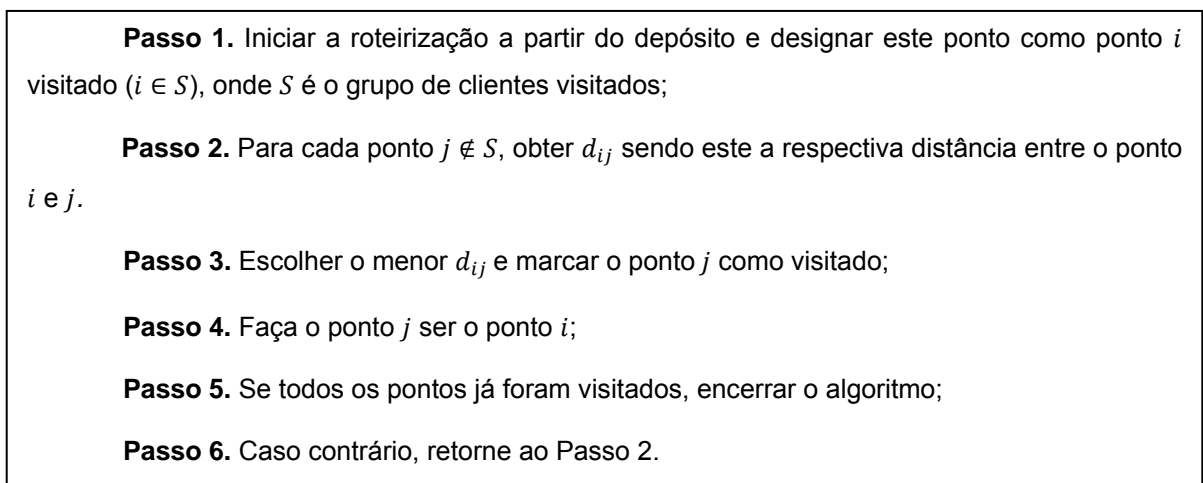 Passo 1. Iniciar a roteirização a partir do depósito e designar este ponto como ponto 𝑖
visitado (𝑖 ∈ 𝑆), onde 𝑆 é o grupo de clientes visitados;
Passo 2. Para cada ponto 𝑗 ∉ 𝑆, obter 𝑑ᵢⱼ sendo este a respectiva distância entre o ponto
𝑖 e 𝑗.
Passo 3. Escolher o menor 𝑑ᵢⱼ e marcar o ponto 𝑗 como visitado;
Passo 4. Faça o ponto 𝑗 ser o ponto 𝑖;
Passo 5. Se todos os pontos já foram visitados, encerrar o algoritmo;
Passo 6. Caso contrário, retorne ao Passo 2.